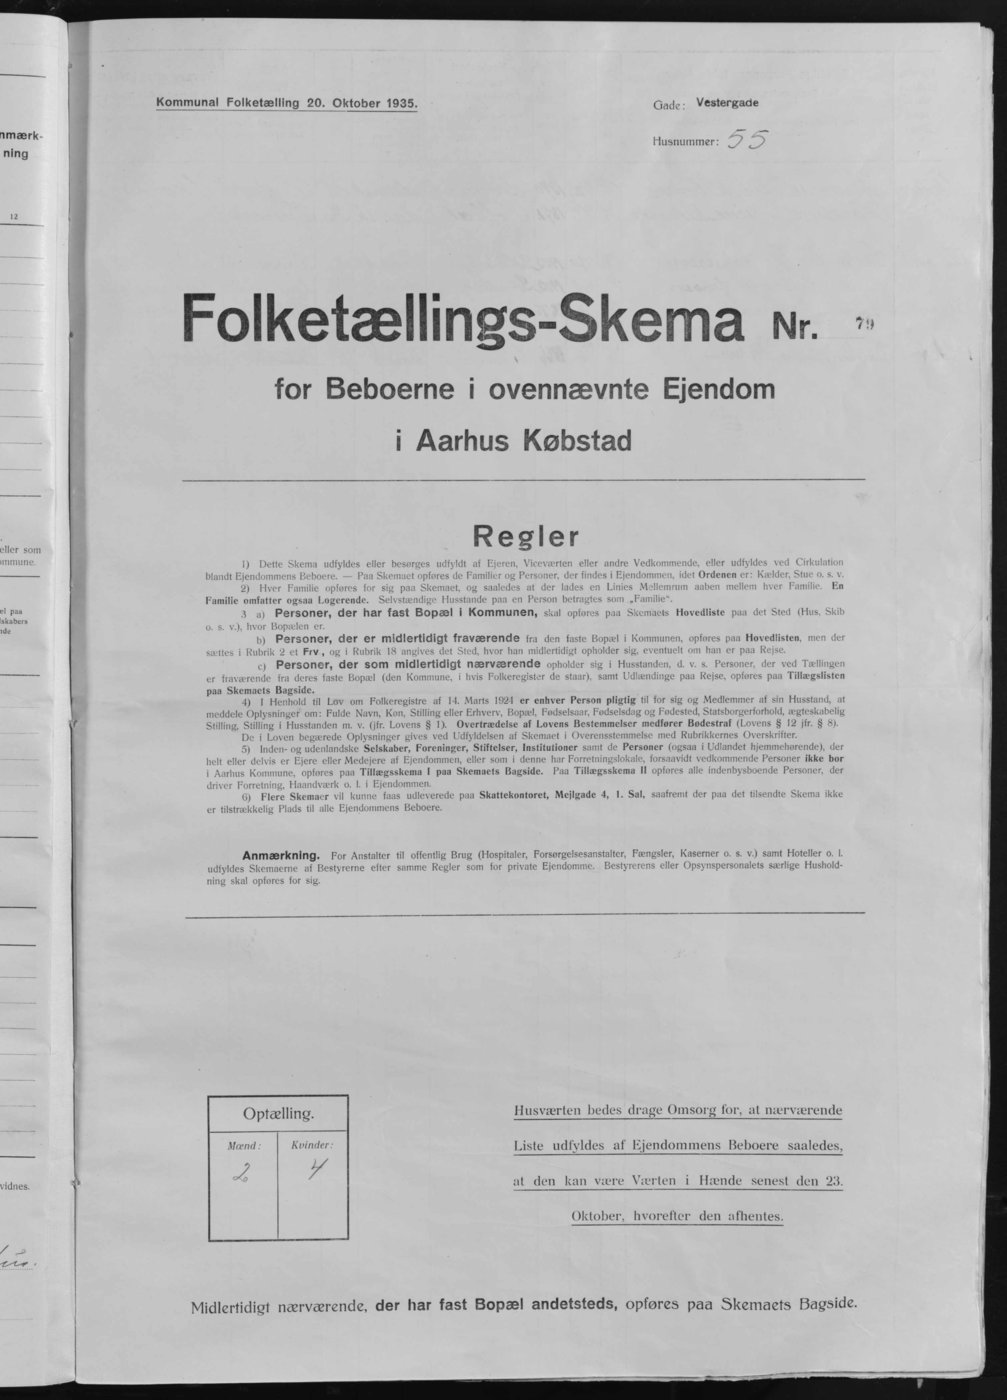 nmærk-
ning
12
eller som
ommune.
el paa
lskabers
nde
vidnes.
Kommunal Folketælling 20. Oktober 1935.
Gade: Vestergade
Husnummer: 55
Folketællings-Skema Nr. 79
for Beboerne i ovennævnte Ejendom
i Aarhus Købstad
Regler
1) Dette Skema udfyldes eller besørges udfyldt af Ejeren, Viceværten eller andre Vedkommende, eller udfyldes ved Cirkulation
blandt Ejendommens Beboere. — Paa Skemaet opføres de Familier og Personer, der findes i Ejendommen, idet Ordenen er: Kælder, Stue o. s. v.
2) Hver Familie opføres for sig paa Skemaet, og saaledes at der lades en Linies Mellemrum aaben mellem hver Familie. En
Familie omfatter ogsaa Logerende. Selvstændige Husstande paa en Person betragtes som „Familie“.
3 a) Personer, der har fast Bopæl i Kommunen, skal opføres paa Skemaets Hovedliste paa det Sted (Hus, Skib
o. s. v.), hvor Bopælen er.
b) Personer, der er midlertidigt fraværende fra den faste Bopæl i Kommunen, opføres paa Hovedlisten, men der
sættes i Rubrik 2 et Frv, og i Rubrik 18 angives det Sted, hvor han midlertidigt opholder sig, eventuelt om han er paa Rejse.
c) Personer, der som midlertidigt nærværende opholder sig i Husstanden, d. v. s. Personer, der ved Tællingen
er fraværende fra deres faste Bopæl (den Kommune, i hvis Folkeregister de staar), samt Udlændinge paa Rejse, opføres paa Tillægslisten
paa Skemaets Bagside.
4) I Henhold til Lov om Folkeregistre af 14. Marts 1924 er enhver Person pligtig til for sig og Medlemmer af sin Husstand, at
meddele Oplysninger om: Fulde Navn, Køn, Stilling eller Erhverv, Bopæl, Fødselsaar, Fødselsdag og Fødested, Statsborgerforhold, ægteskabelig
Stilling, Stilling i Husstanden m. v. (jfr. Lovens § 1). Overtrædelse af Lovens Bestemmelser medfører Bødestraf (Lovens § 12 jfr. § 8).
De i Loven begærede Oplysninger gives ved Udfyldelsen af Skemaet i Overensstemmelse med Rubrikkernes Overskrifter.
5) Inden- og udenlandske Selskaber, Foreninger, Stiftelser, Institutioner samt de Personer (ogsaa i Udlandet hjemmehørende), der
helt eller delvis er Ejere eller Medejere af Ejendommen, eller som i denne har Forretningslokale, forsaavidt vedkommende Personer ikke bor
i Aarhus Kommune, opføres paa Tillægsskema I paa Skemaets Bagside. Paa Tillægsskema II opføres alle indenbysboende Personer, der
driver Forretning, Haandværk o. l. i Ejendommen.
6) Flere Skemaer vil kunne faas udleverede paa Skattekontoret, Mejlgade 4, 1. Sal, saafremt der paa det tilsendte Skema ikke
er tilstrækkelig Plads til alle Ejendommens Beboere.
Anmærkning. For Anstalter til offentlig Brug (Hospitaler, Forsørgelsesanstalter, Fængsler, Kaserner o. s. v.) samt Hoteller o. l.
udfyldes Skemaerne af Bestyrerne efter samme Regler som for private Ejendomme. Bestyrerens eller Opsynspersonalets særlige Hushold-
ning skal opføres for sig.
Optælling.
Mænd: Kvinder:
2 4
Husværten bedes drage Omsorg for, at nærværende
Liste udfyldes af Ejendommens Beboere saaledes,
at den kan være Værten i Hænde senest den 23.
Oktober, hvorefter den afhentes.
Midlertidigt nærværende, der har fast Bopæl andetsteds, opføres paa Skemaets Bagside.